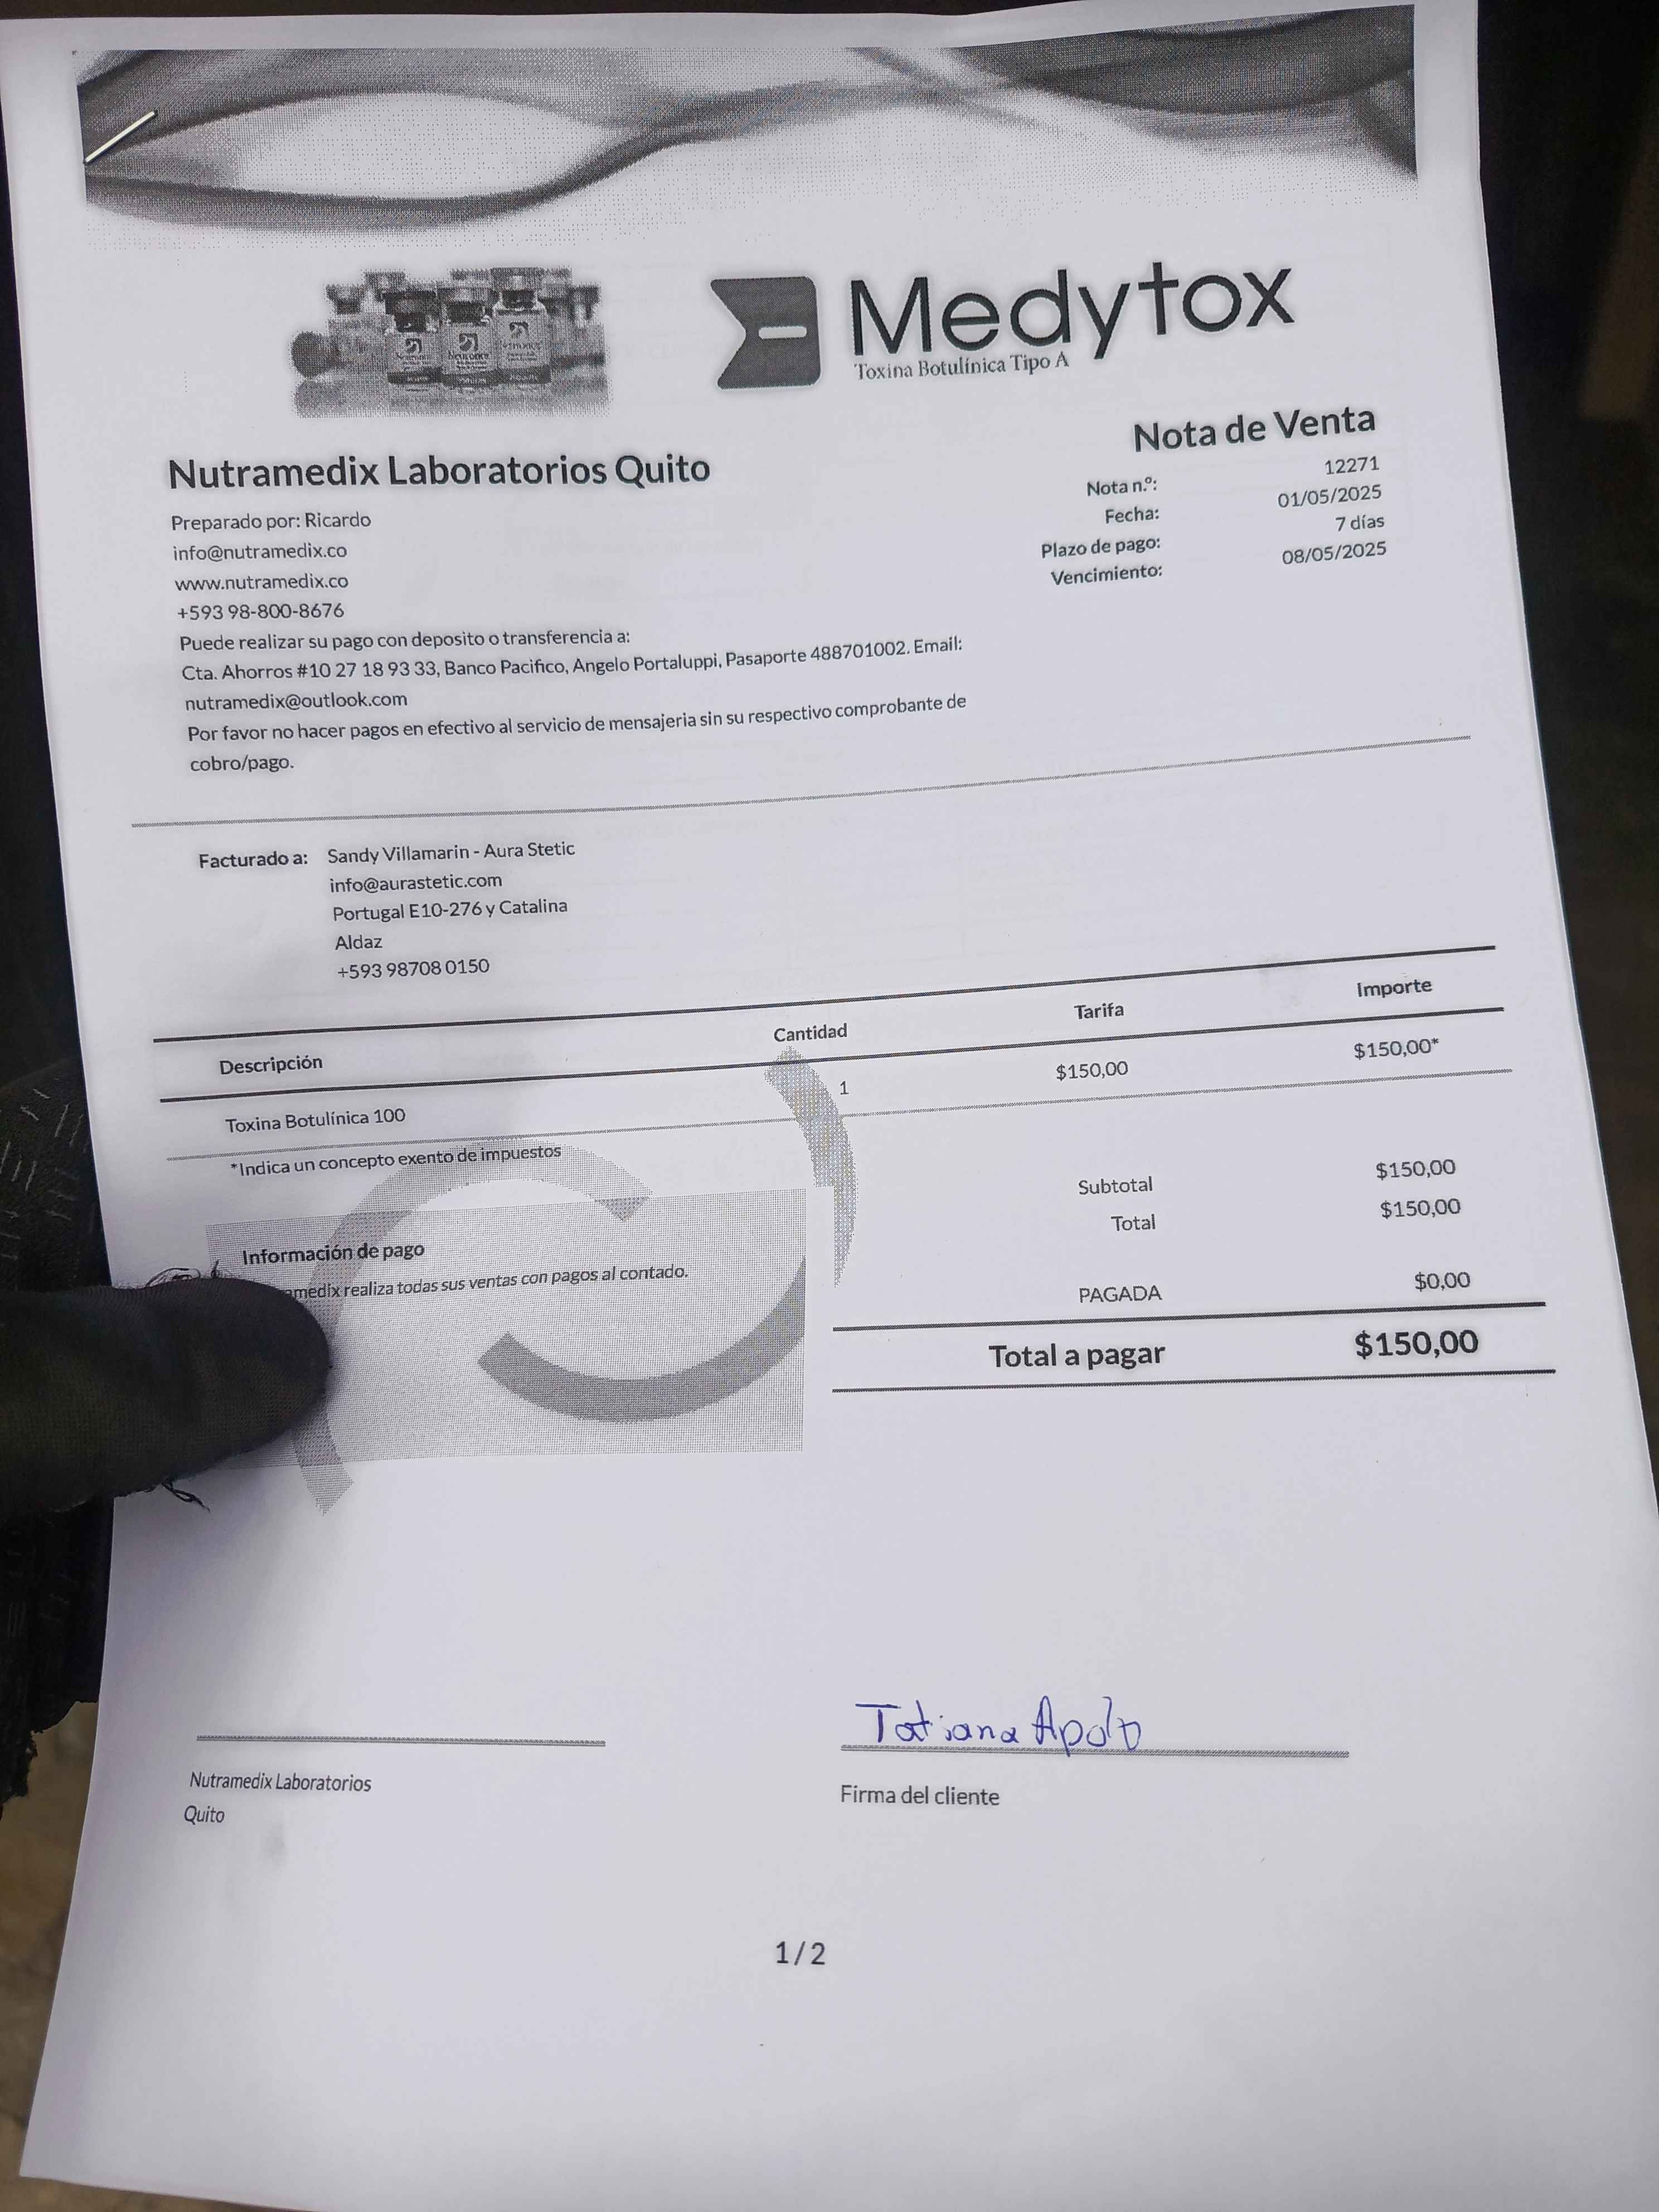 Medytox
Toxina Botulínica Tipo A
Nota de Venta
Nota n.º: 12271
Fecha: 01/05/2025
Plazo de pago: 7 días
Vencimiento: 08/05/2025
Nutramedix Laboratorios Quito
Preparado por: Ricardo
info@nutramedix.co
www.nutramedix.co
+593 98-800-8676
Puede realizar su pago con deposito o transferencia a:
Cta. Ahorros #10 27 18 93 33, Banco Pacifico, Angelo Portaluppi, Pasaporte 488701002. Email:
nutramedix@outlook.com
Por favor no hacer pagos en efectivo al servicio de mensajeria sin su respectivo comprobante de
cobro/pago.
Facturado a: Sandy Villamarin - Aura Stetic
info@aurastetic.com
Portugal E10-276 y Catalina
Aldaz
+593 98708 0150
Descripción Cantidad Tarifa Importe
Toxina Botulínica 100 1 $150,00 $150,00*
*Indica un concepto exento de impuestos
Subtotal $150,00
Total $150,00
PAGADA $0,00
Total a pagar $150,00
Información de pago
medix realiza todas sus ventas con pagos al contado.
Tatiana Apolo
Nutramedix Laboratorios
Quito
Firma del cliente
1/2